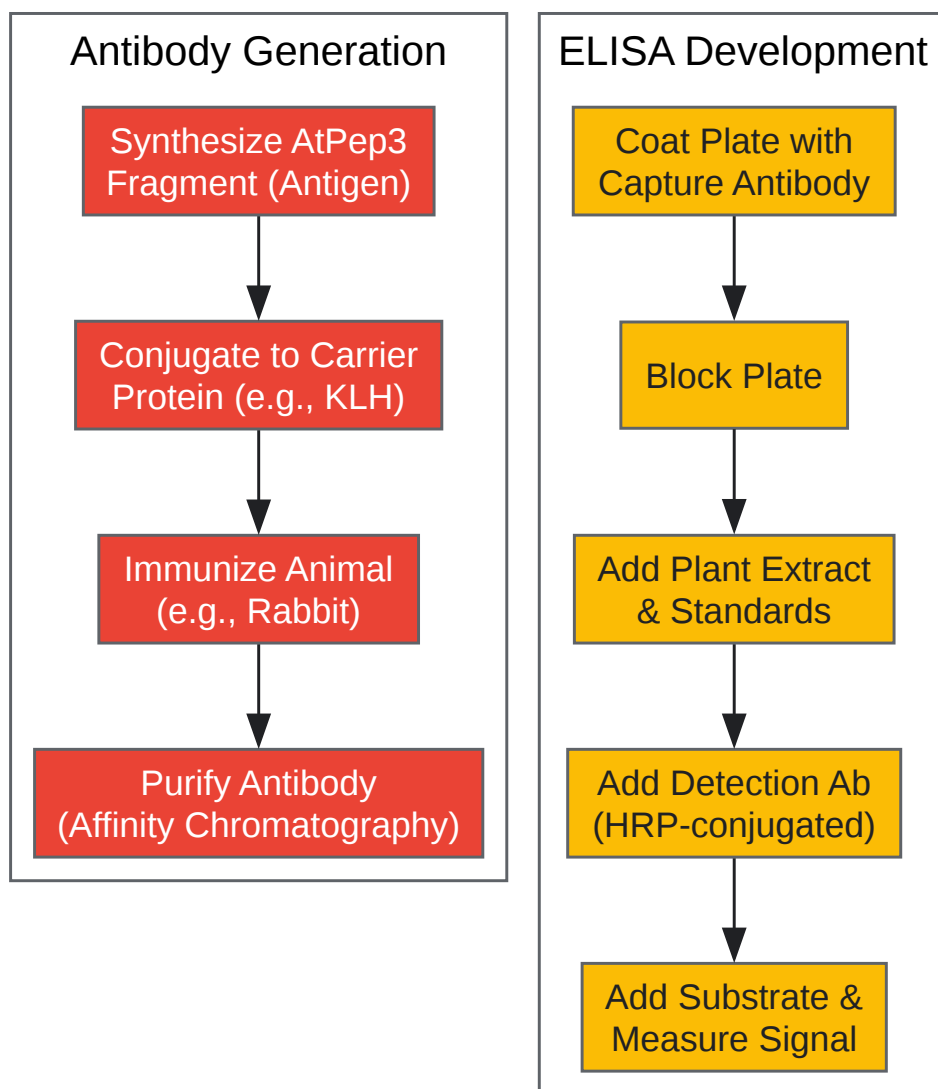 Antibody Generation
Synthesize AtPep3
Fragment (Antigen)
Conjugate to Carrier
Protein (e.g., KLH)
Immunize Animal
(e.g., Rabbit)
Purify Antibody
(Affinity Chromatography)
ELISA Development
Coat Plate with
Capture Antibody
Block Plate
Add Plant Extract
& Standards
Add Detection Ab
(HRP-conjugated)
Add Substrate &
Measure Signal